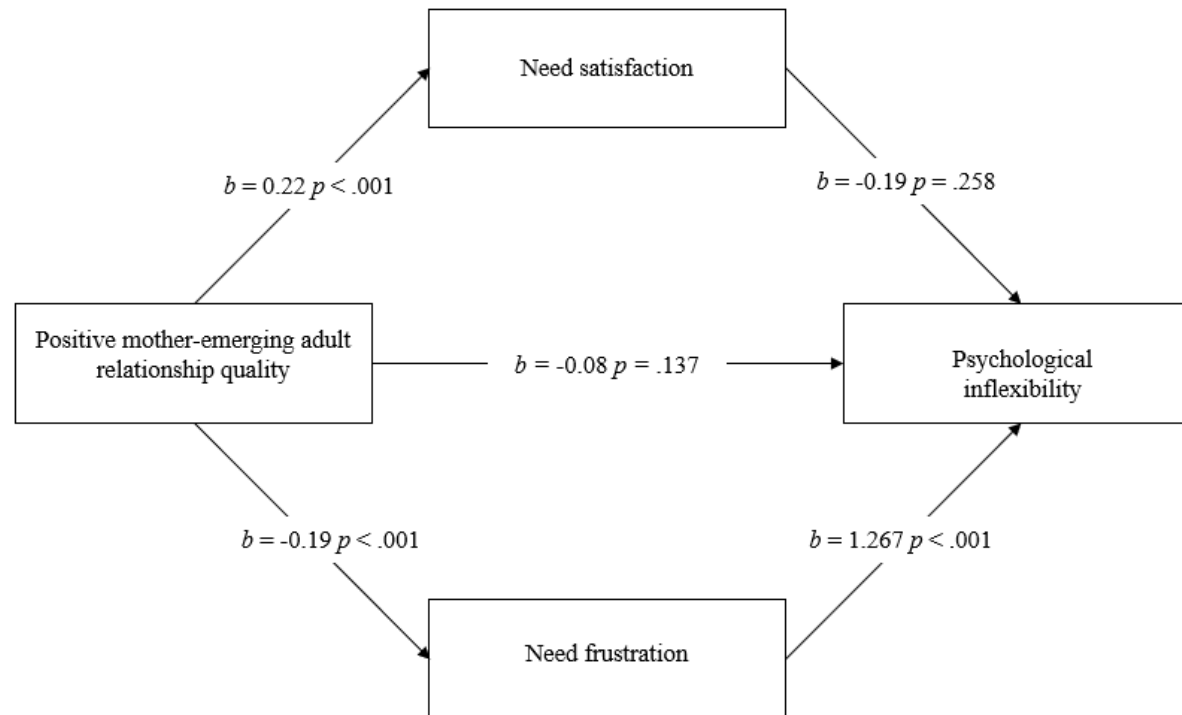 Need satisfaction
b = 0.22 p < .001
b = -0.19 p = .258
Positive mother-emerging adult
relationship quality
b = -0.08 p = .137
Psychological
inflexibility
b = -0.19 p < .001
b = 1.267 p < .001
Need frustration